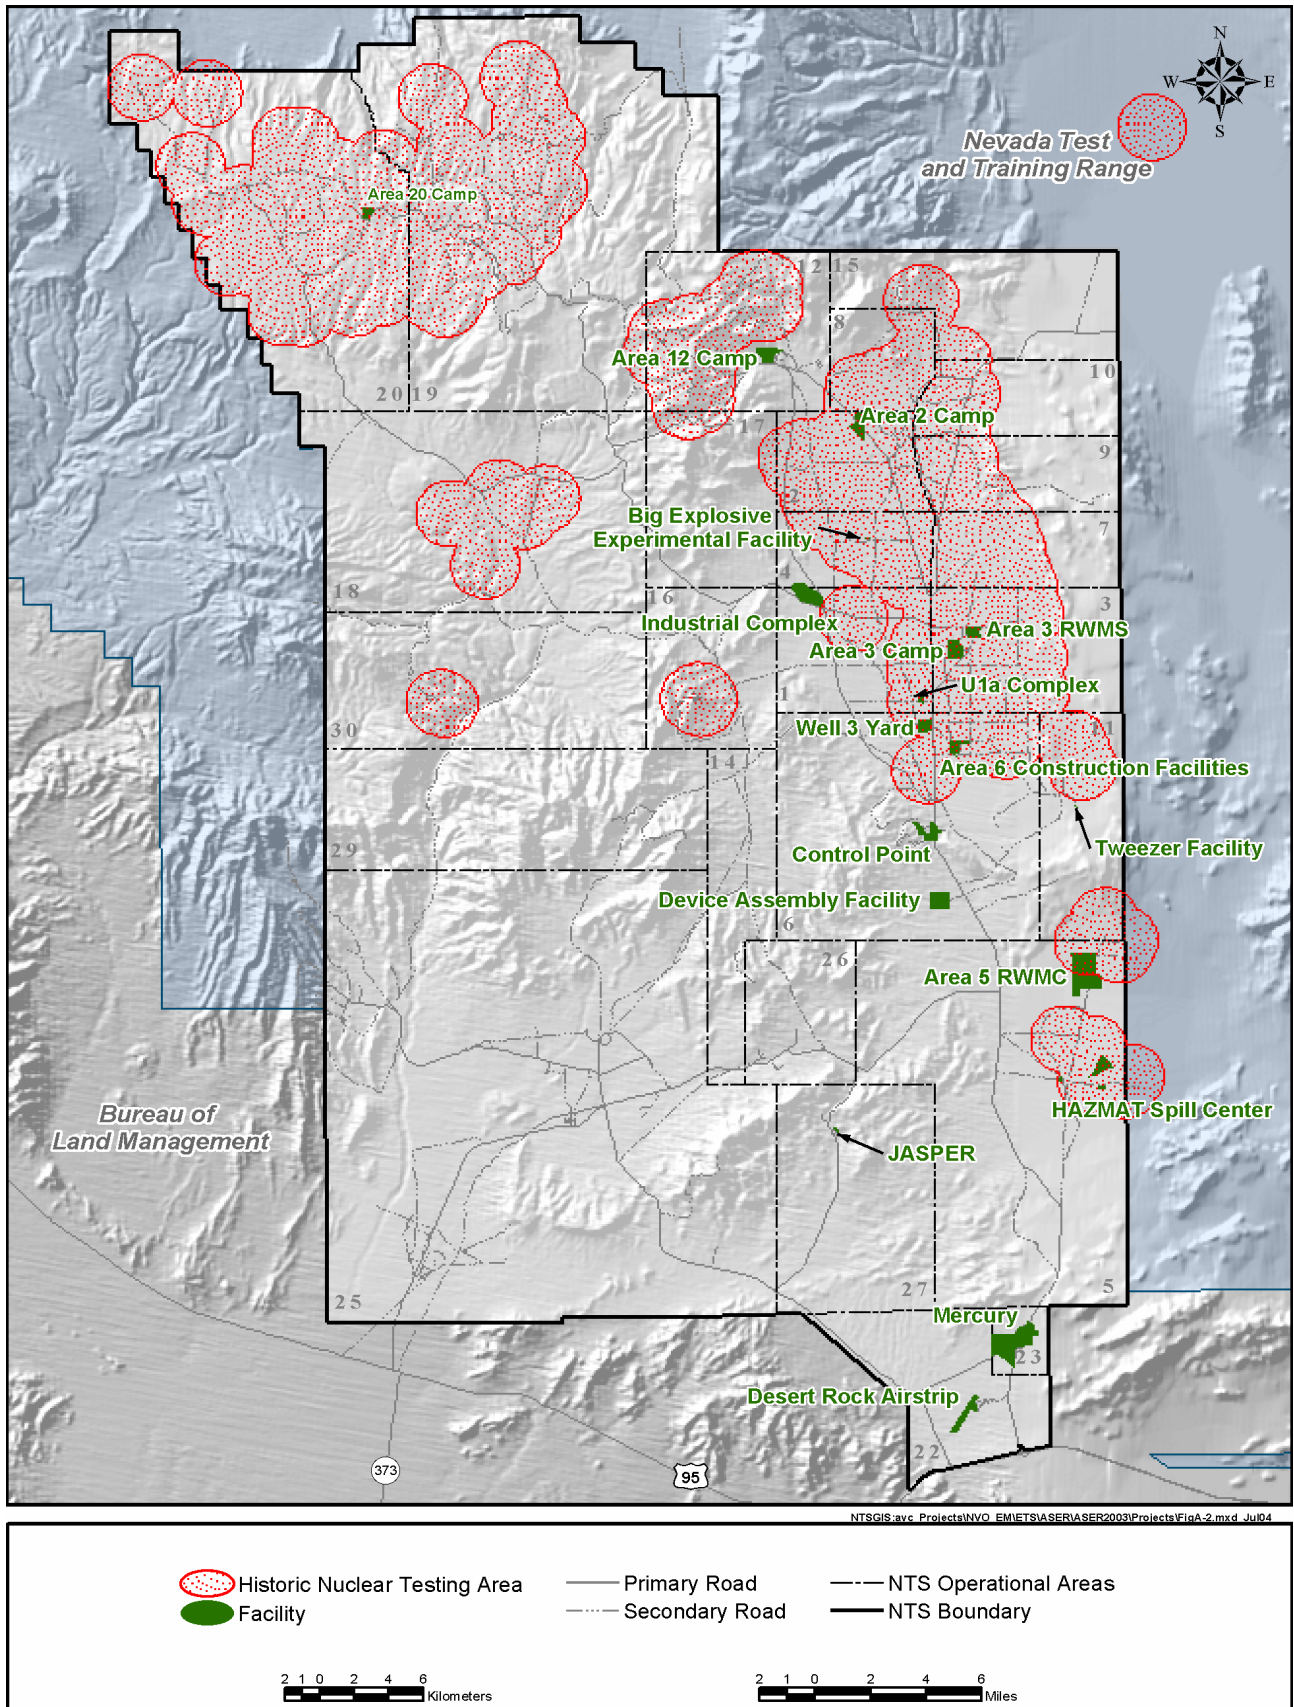 N
W E
S
Nevada Test
and Training Range
Area 20 Camp
12 15
8
Area 12 Camp
10
20 19
Area 2 Camp
17
9
2
Big Explosive
Experimental Facility
7
4
18
16
3
Industrial Complex
Area 3 RWMS
Area 3 Camp
U1a Complex
1
30
Well 3 Yard
11
14
Area 6 Construction Facilities
29
Control Point
Tweezer Facility
Device Assembly Facility
6
26
Area 5 RWMC
Bureau of
Land Management
HAZMAT Spill Center
JASPER
25
27
5
Mercury
23
Desert Rock Airstrip
22
373
95
NTSGIS:avc_Projects\NVO_EM\ETS\ASER\ASER2003\Projects\FigA-2.mxd_Jul04
Historic Nuclear Testing Area
Primary Road
NTS Operational Areas
Facility
Secondary Road
NTS Boundary
2 1 0 2 4 6
Kilometers
2 1 0 2 4 6
Miles